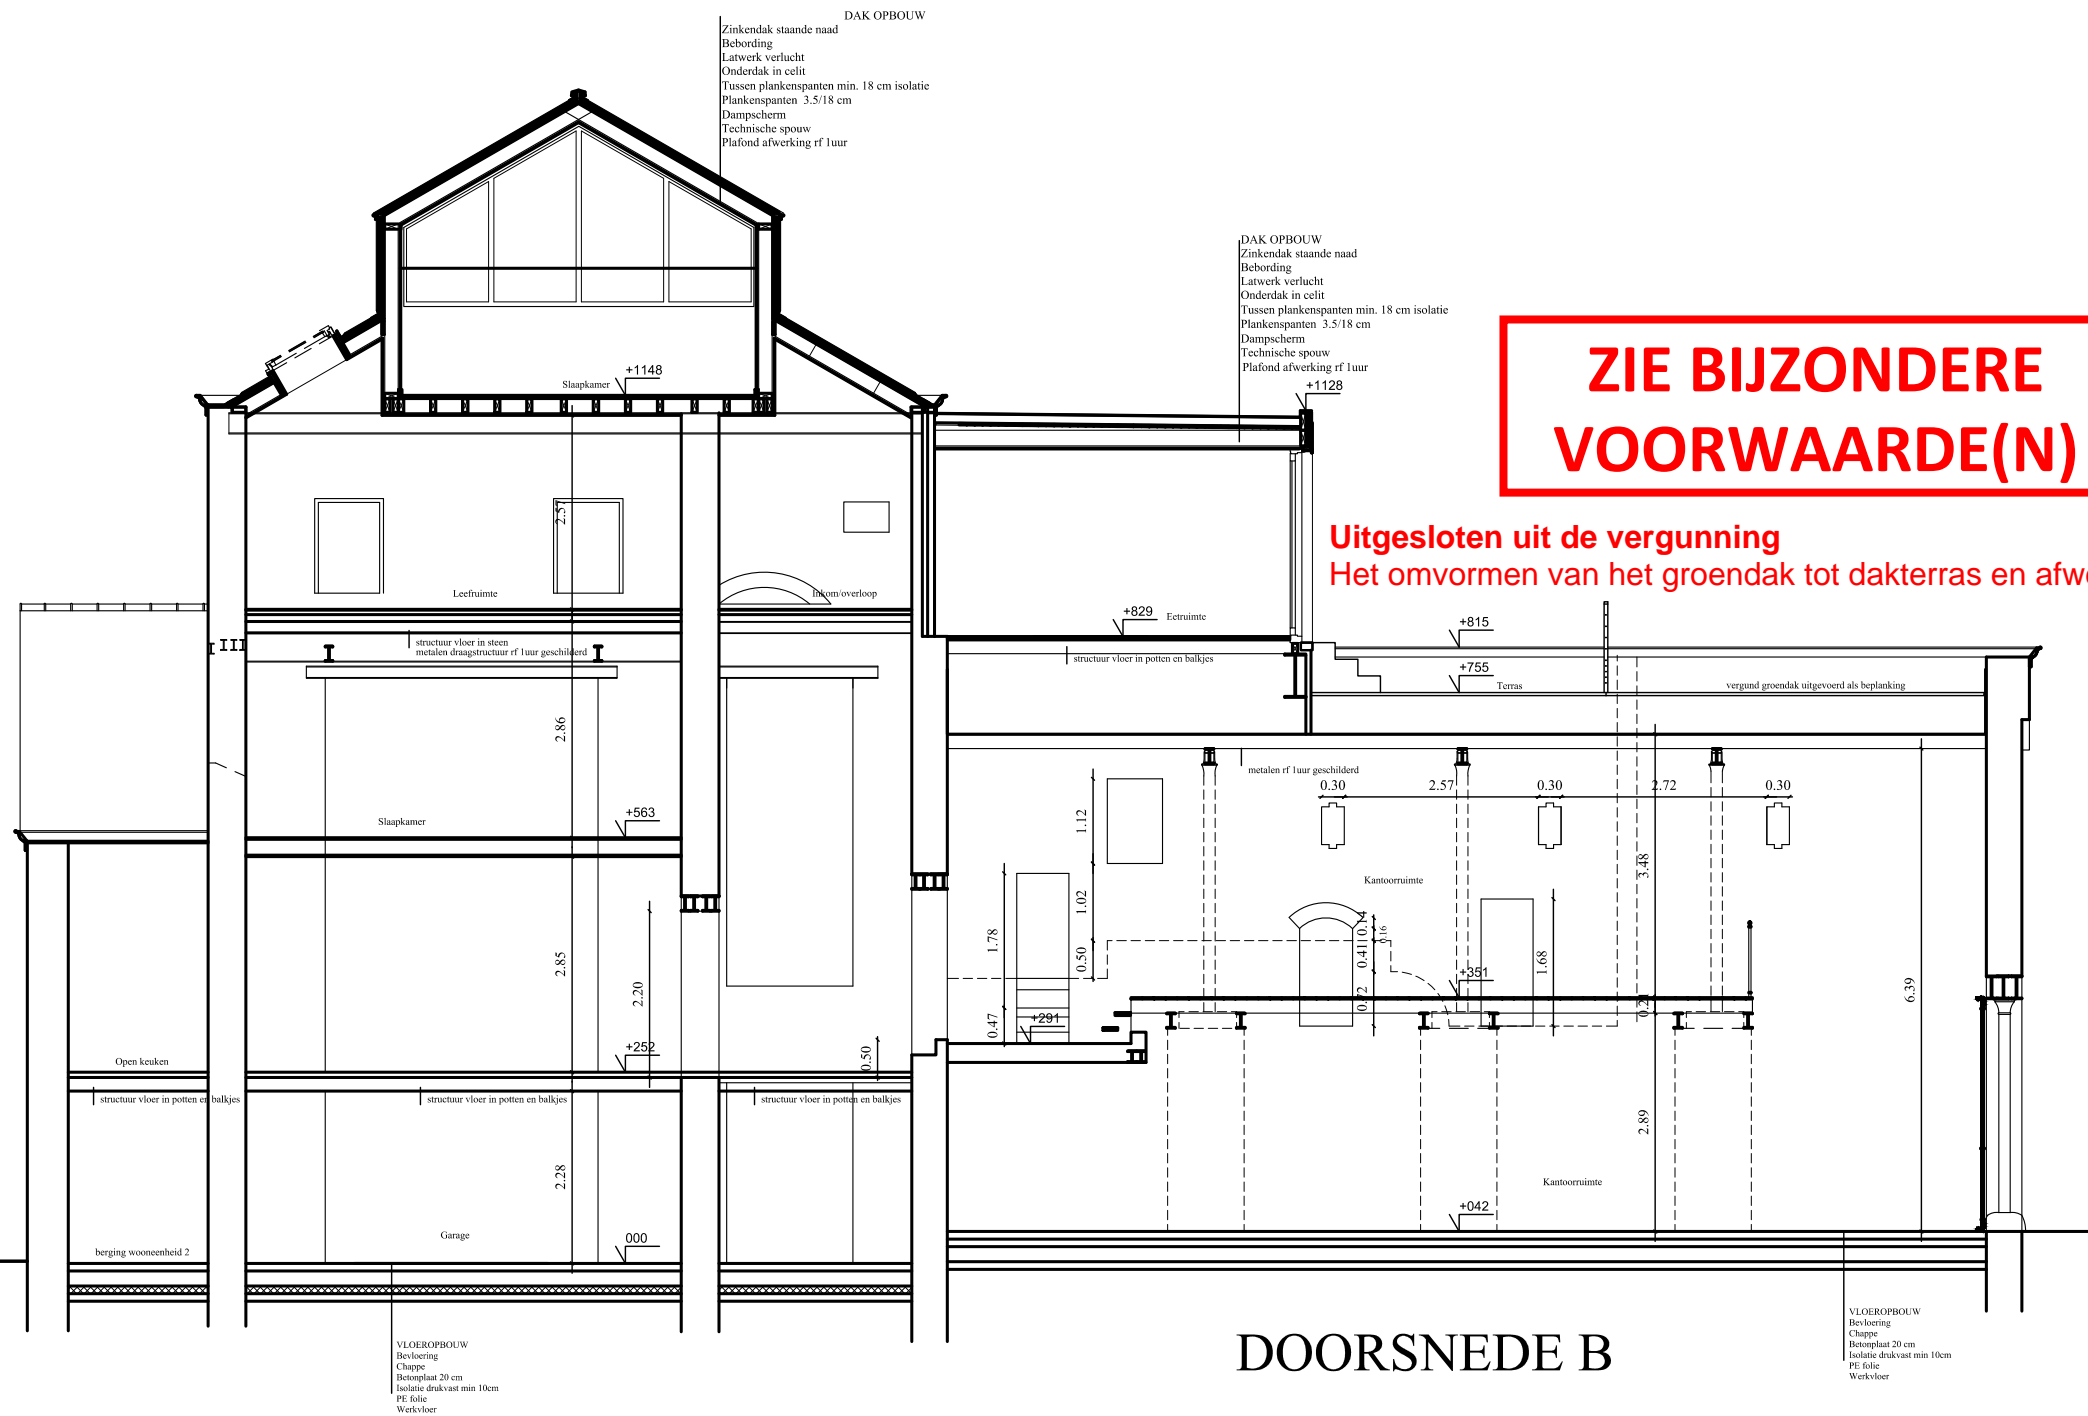 DAK OPBOUW
Zinkendak staande naad
Bebording
Latwerk verlucht
Onderdak in celit
Tussen plankenspanten min. 18 cm isolatie
Plankenspanten 3.5/18 cm
Dampscherm
Technische spouw
Plafond afwerking rf 1uur
DAK OPBOUW
Zinkendak staande naad
Bebording
Latwerk verlucht
Onderdak in celit
Tussen plankenspanten min. 18 cm isolatie
Plankenspanten 3.5/18 cm
Dampscherm
Technische spouw
Plafond afwerking rf 1uur
+1128
ZIE BIJZONDERE
VOORWAARDE(N)
Uitgesloten uit de vergunning
Het omvormen van het groendak tot dakterras en afw
Slaapkamer
+1148
2.57
Leefruimte
Inkom/overloop
structuur vloer in steen
metalen draagstructuur rf 1uur geschilderd
+829
Eetruimte
structuur vloer in potten en balkjes
+815
+755
Terras
vergund groendak uitgevoerd als beplanking
2.86
metalen rf 1uur geschilderd
0.30
2.57
0.30
2.72
0.30
Slaapkamer
+563
1.12
3.48
Kantoorruimte
1.02
1.78
0.50
0.47
0.14
0.16
0.41
0.72
1.68
+351
0.21
6.39
2.85
2.20
+291
Open keuken
+252
0.50
structuur vloer in potten en balkjes
structuur vloer in potten en balkjes
structuur vloer in potten en balkjes
2.28
2.89
Kantoorruimte
+042
Garage
000
berging wooneenheid 2
VLOEROPBOUW
Bevloering
Chappe
Betonplaat 20 cm
Isolatie drukvast min 10cm
PE folie
Werkvloer
DOORSNEDE B
VLOEROPBOUW
Bevloering
Chappe
Betonplaat 20 cm
Isolatie drukvast min 10cm
PE folie
Werkvloer